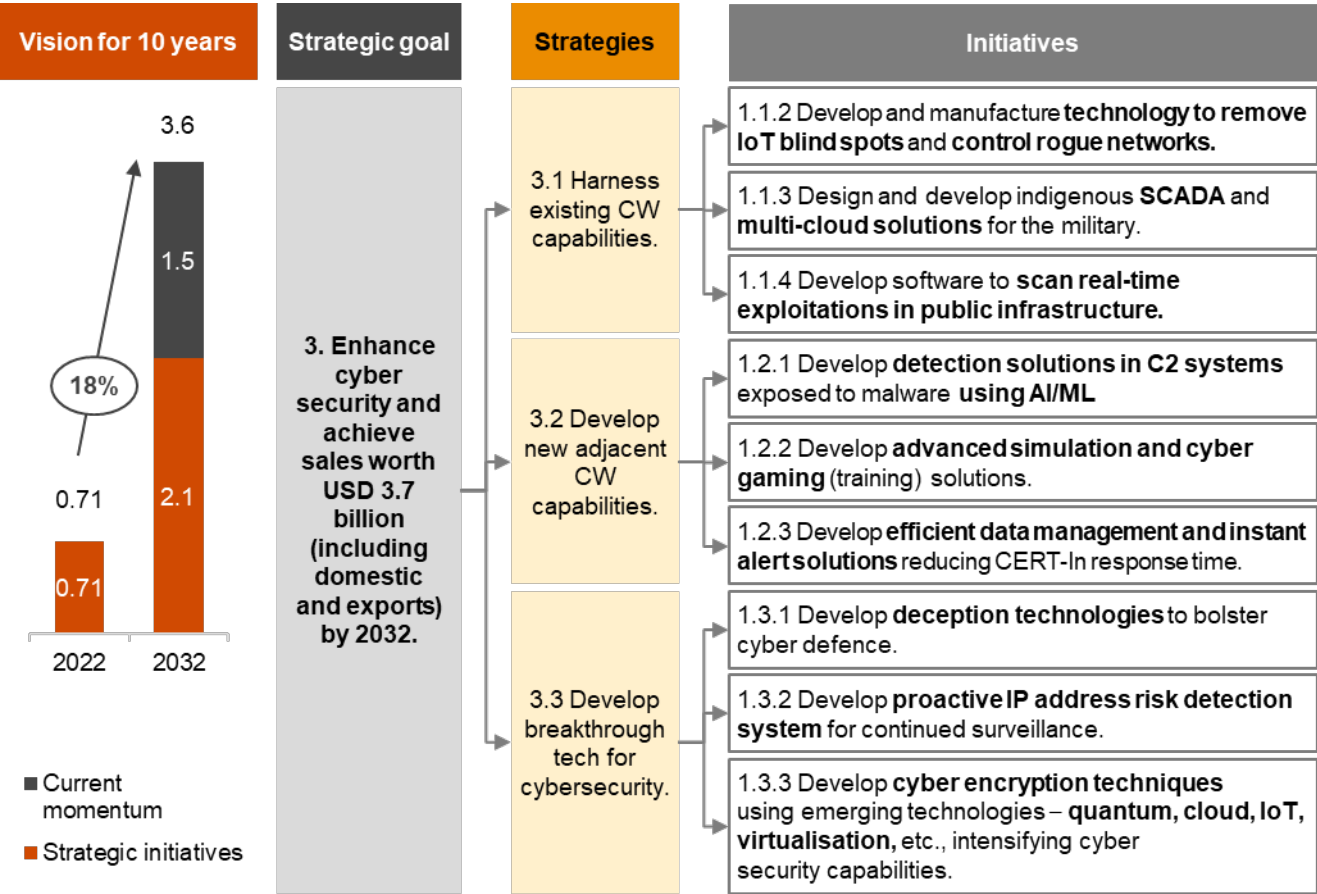 Vision for 10 years
Strategic goal
Strategies
Initiatives
3.6
1.5
18%
0.71
2.1
0.71
2022
2032
Current
momentum
Strategic initiatives
3. Enhance
cyber
security and
achieve
sales worth
USD 3.7
billion
(including
domestic
and exports)
by 2032.
3.1 Harness
existing CW
capabilities.
1.1.2 Develop and manufacture technology to remove
IoT blind spots and control rogue networks.
1.1.3 Design and develop indigenous SCADA and
multi-cloud solutions for the military.
1.1.4 Develop software to scan real-time
exploitations in public infrastructure.
3.2 Develop
new adjacent
CW
capabilities.
1.2.1 Develop detection solutions in C2 systems
exposed to malware using AI/ML
1.2.2 Develop advanced simulation and cyber
gaming (training) solutions.
1.2.3 Develop efficient data management and instant
alert solutions reducing CERT-In response time.
3.3 Develop
breakthrough
tech for
cybersecurity.
1.3.1 Develop deception technologies to bolster
cyber defence.
1.3.2 Develop proactive IP address risk detection
system for continued surveillance.
1.3.3 Develop cyber encryption techniques
using emerging technologies – quantum, cloud, IoT,
virtualisation, etc., intensifying cyber
security capabilities.